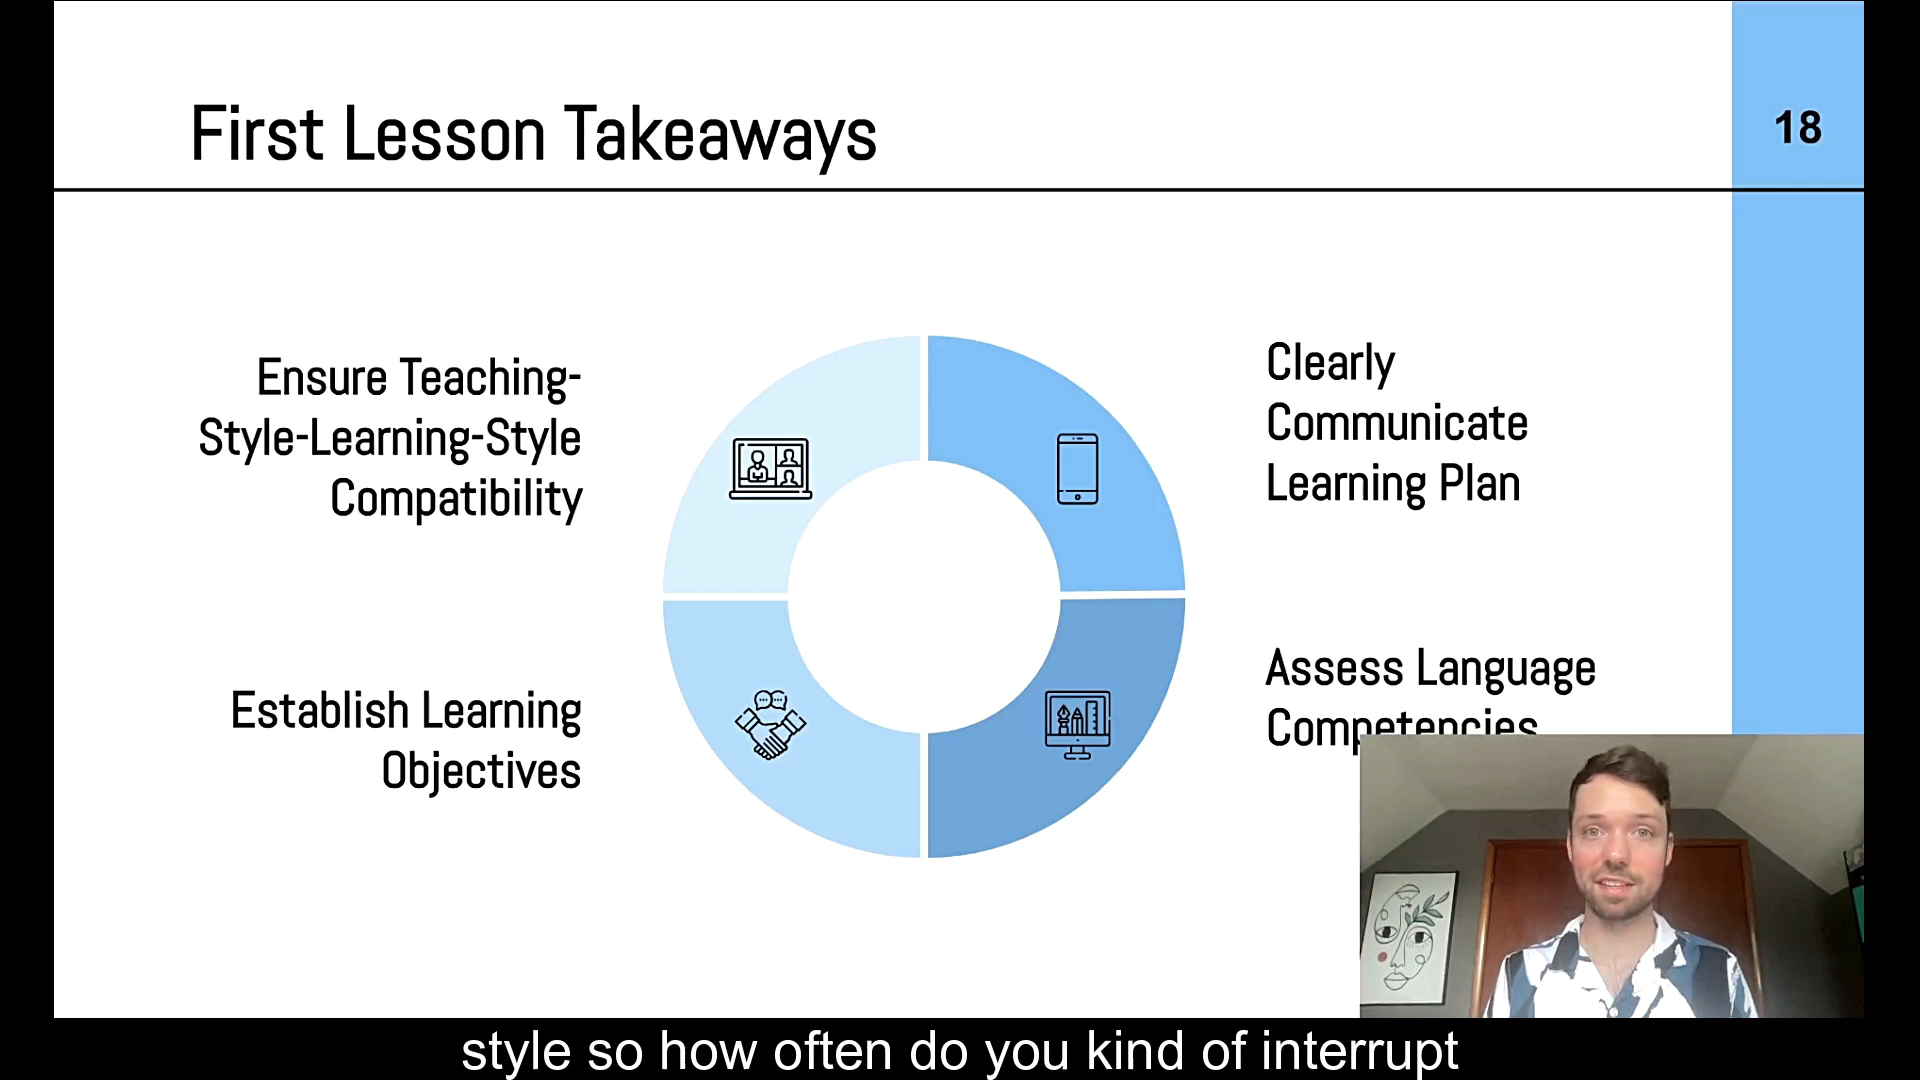 First Lesson Takeaways
18
Ensure Teaching-
Style-Learning-Style
Compatibility
Clearly
Communicate
Learning Plan
Establish Learning
Objectives
Assess Language
Competencies
style so how often do you kind of interrupt